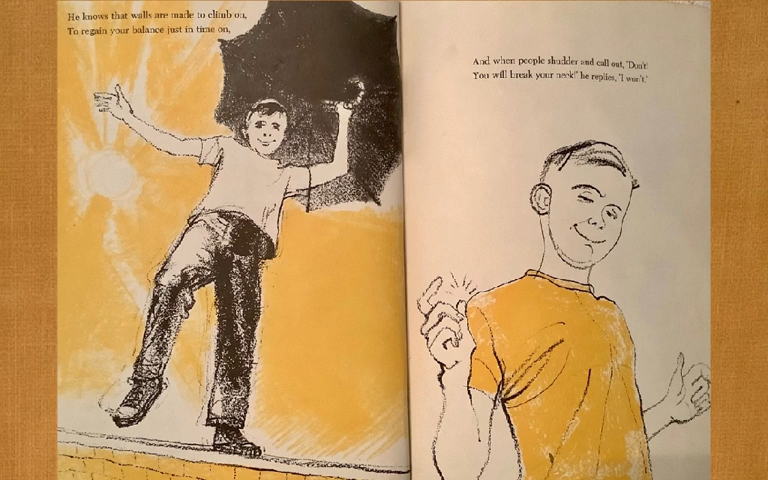 He knows that walls are made to climb on,
To regain your balance just in time on,
And when people shudder and call out, 'Don't!
You will break your neck!' he replies, 'I won't.'